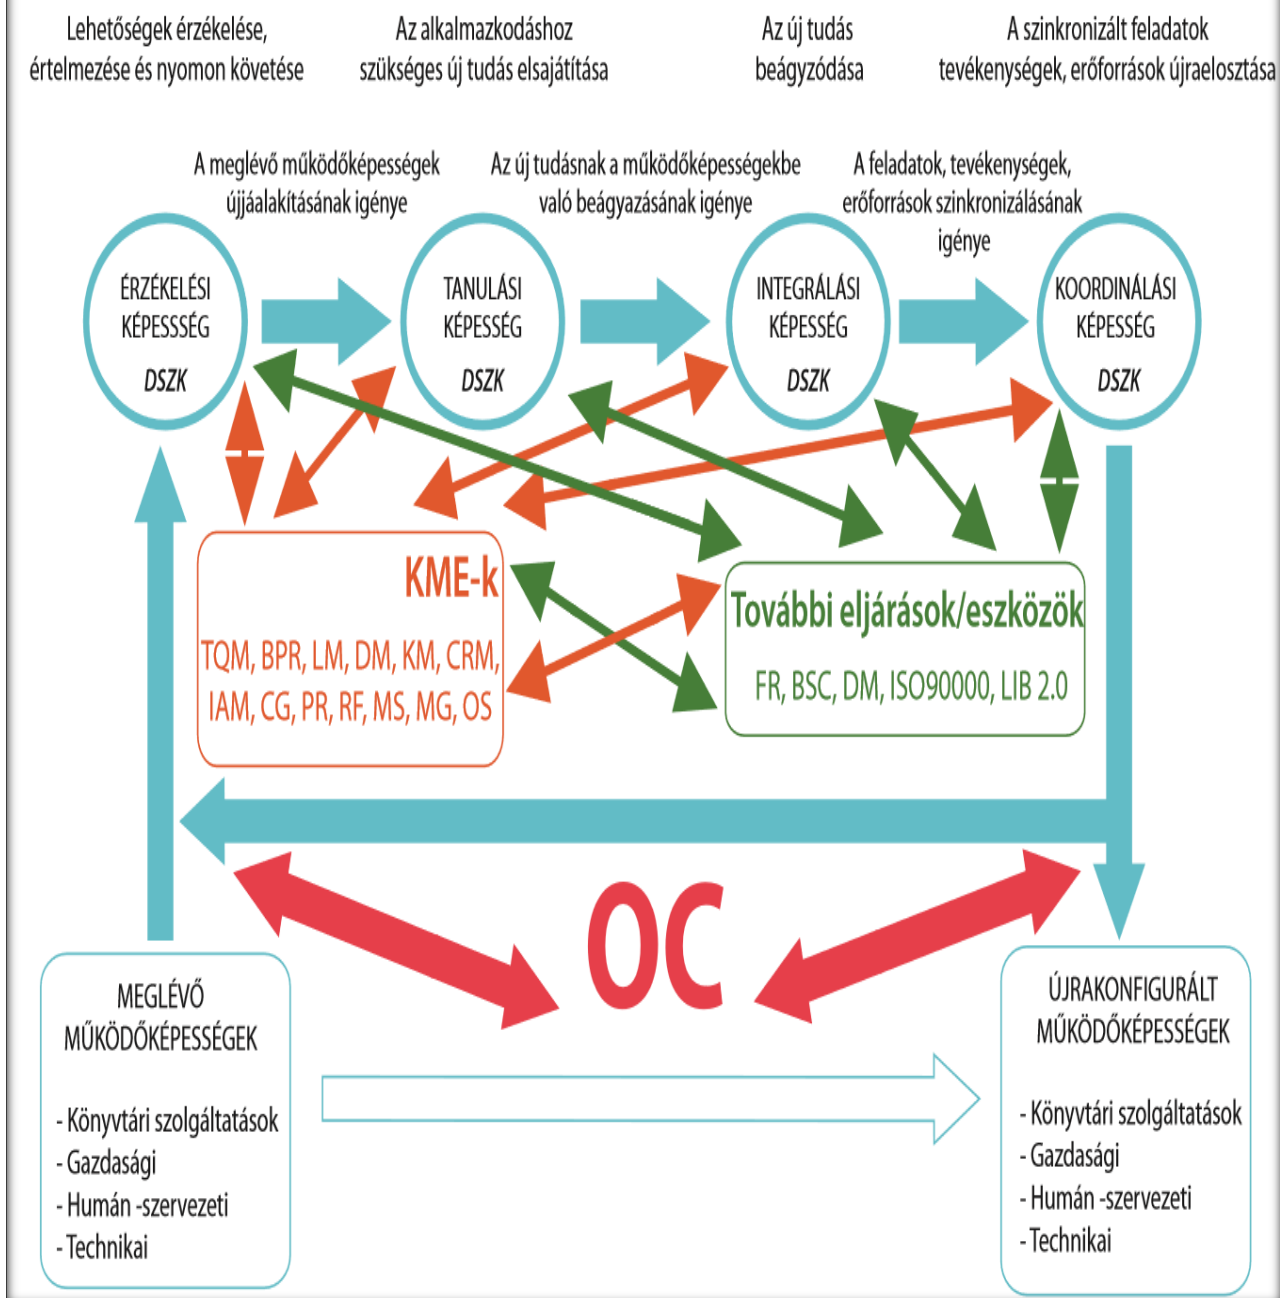 Lehetőségek érzékelése,
értelmezése és nyomon követése
Az alkalmazkodáshoz
szükséges új tudás elsajátítása
Az új tudás
beágyzódása
A szinkronizált feladatok
tevékenységek, erőforrások újraelosztása
A meglévő működőképességek
újjáalakításának igénye
Az új tudásnak a működőképességekbe
való beágyazásának igénye
A feladatok, tevékenységek,
erőforrások szinkronizálásának
igénye
ÉRZÉKELÉSI
KÉPESSSÉG
DSZK
TANULÁSI
KÉPESSÉG
DSZK
INTEGRÁLÁSI
KÉPESSÉG
DSZK
KOORDINÁLÁSI
KÉPESSÉG
DSZK
KME-k
TQM, BPR, LM, DM, KM, CRM,
IAM, CG, PR, RF, MS, MG, OS
További eljárások/eszközök
FR, BSC, DM, ISO90000, LIB 2.0
OC
MEGLÉVŐ
MŰKÖDŐKÉPESSÉGEK
- Könyvtári szolgáltatások
- Gazdasági
- Humán -szervezeti
- Technikai
ÚJRAKONFIGURÁLT
MŰKÖDŐKÉPESSÉGEK
- Könyvtári szolgáltatások
- Gazdasági
- Humán -szervezeti
- Technikai